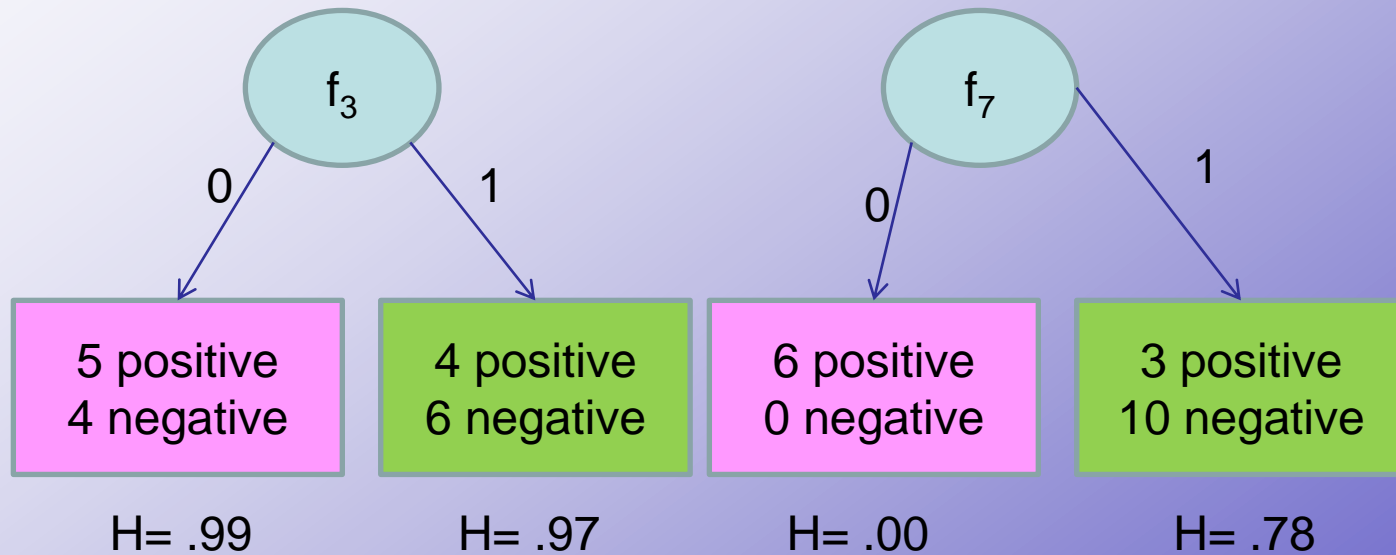 f₃
0
1
5 positive
4 negative
H= .99
4 positive
6 negative
H= .97
f₇
0
1
6 positive
0 negative
H= .00
3 positive
10 negative
H= .78